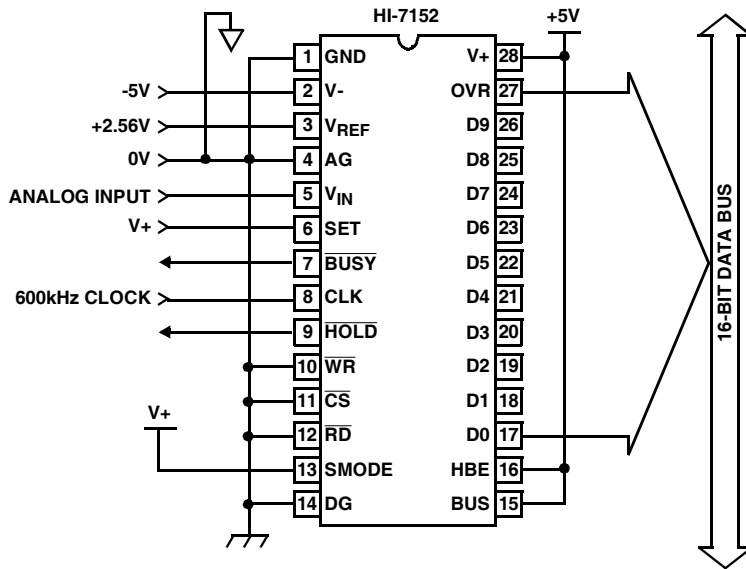 HI-7152
+5V
1 GND
V+ 28
-5V
2 V-
OVR 27
+2.56V
3 VREF
D9 26
0V
4 AG
D8 25
ANALOG INPUT
5 VIN
D7 24
V+
6 SET
D6 23
7 BUSY
D5 22
600kHz CLOCK
8 CLK
D4 21
9 HOLD
D3 20
10 WR
D2 19
11 CS
D1 18
V+
12 RD
D0 17
13 SMODE
HBE 16
14 DG
BUS 15
16-BIT DATA BUS